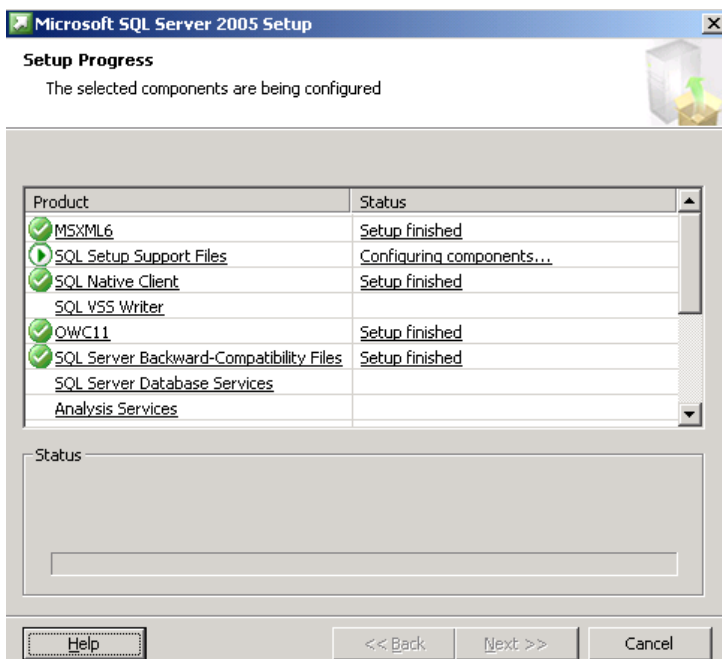 Microsoft SQL Server 2005 Setup
Setup Progress
The selected components are being configured
Product Status
MSXML6 Setup finished
SQL Setup Support Files Configuring components...
SQL Native Client Setup finished
SQL VSS Writer
OWC11 Setup finished
SQL Server Backward-Compatibility Files Setup finished
SQL Server Database Services
Analysis Services
Status
Help << Back Next >> Cancel